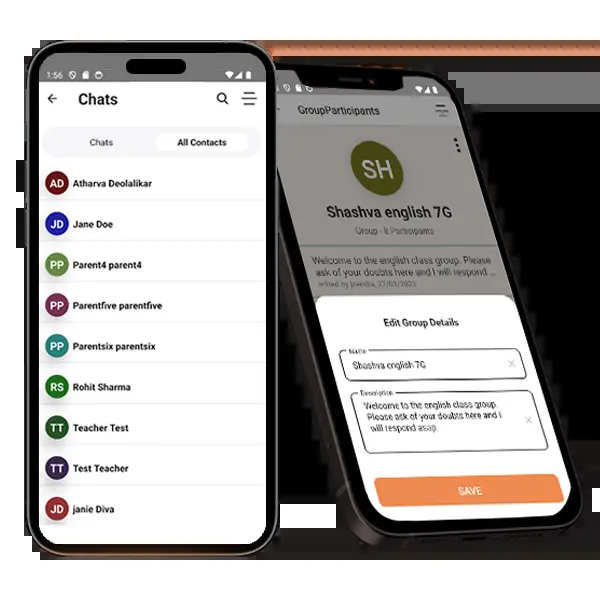 1:56
Chats
Chats All Contacts
AD Atharva Deolalikar
JD Jane Doe
PP Parent4 parent4
PP Parentfive parentfive
PP Parentsix parentsix
RS Rohit Sharma
TT Teacher Test
TT Test Teacher
JD janie Diva
GroupParticipants
SH
Shashva english 7G
Group - 8 Participants
Welcome to the english class group. Please
ask of your doubts here and I will respond ...
edited by
Edit Group Details
Name
Shashva english 7G
Description
Welcome to the english class group.
Please ask of your doubts here and I
will respond asap.
SAVE